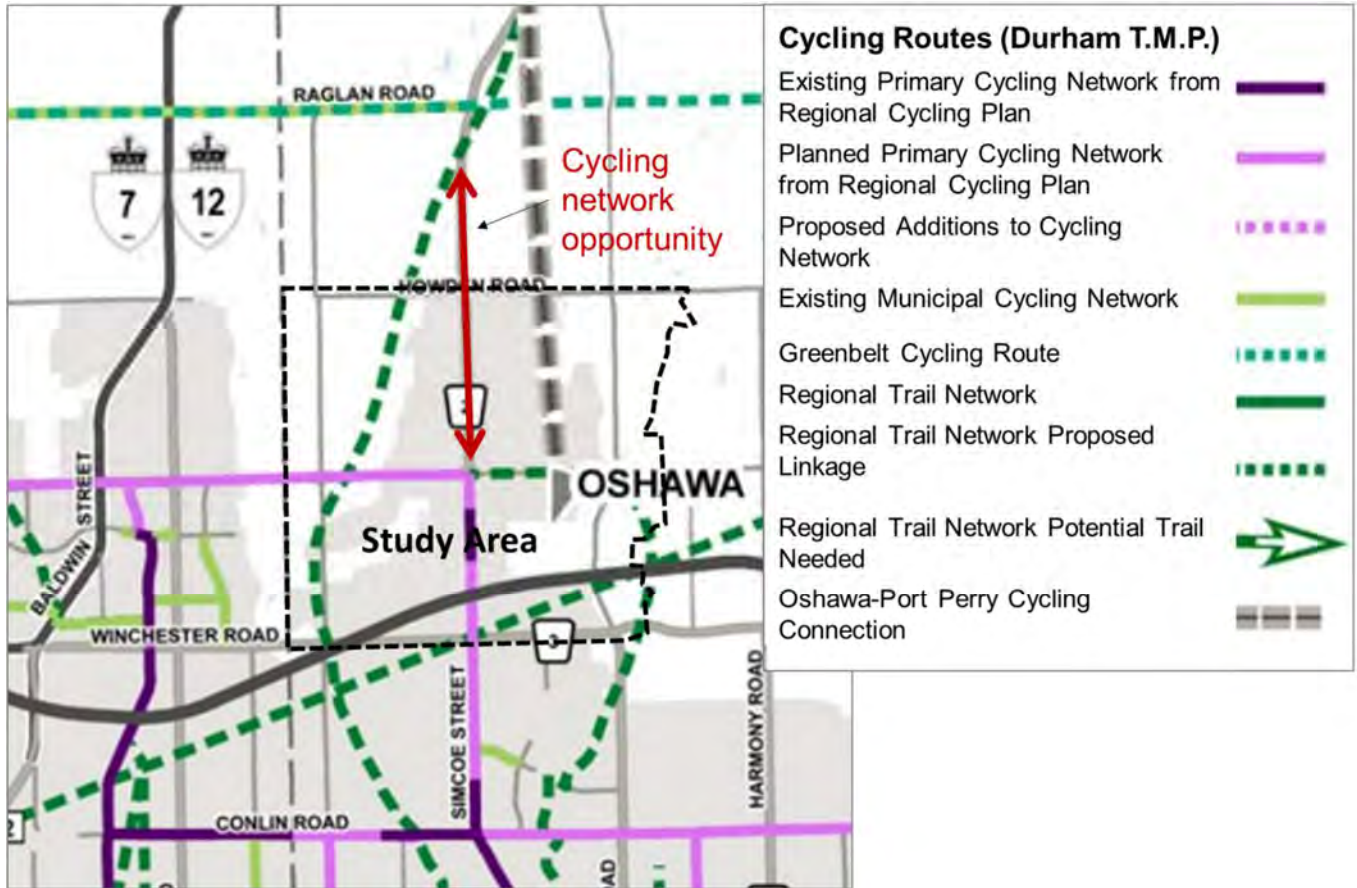 RAGLAN ROAD
7
12
Cycling
network
opportunity
HOWDEN ROAD
2
OSHAWA
Study Area
BALDWIN STREET
WINCHESTER ROAD
3
SIMCOE STREET
HARMONY ROAD
CONLIN ROAD
OAD
Cycling Routes (Durham T.M.P.)
Existing Primary Cycling Network from
Regional Cycling Plan
Planned Primary Cycling Network
from Regional Cycling Plan
Proposed Additions to Cycling
Network
Existing Municipal Cycling Network
Greenbelt Cycling Route
Regional Trail Network
Regional Trail Network Proposed
Linkage
Regional Trail Network Potential Trail
Needed
Oshawa-Port Perry Cycling
Connection